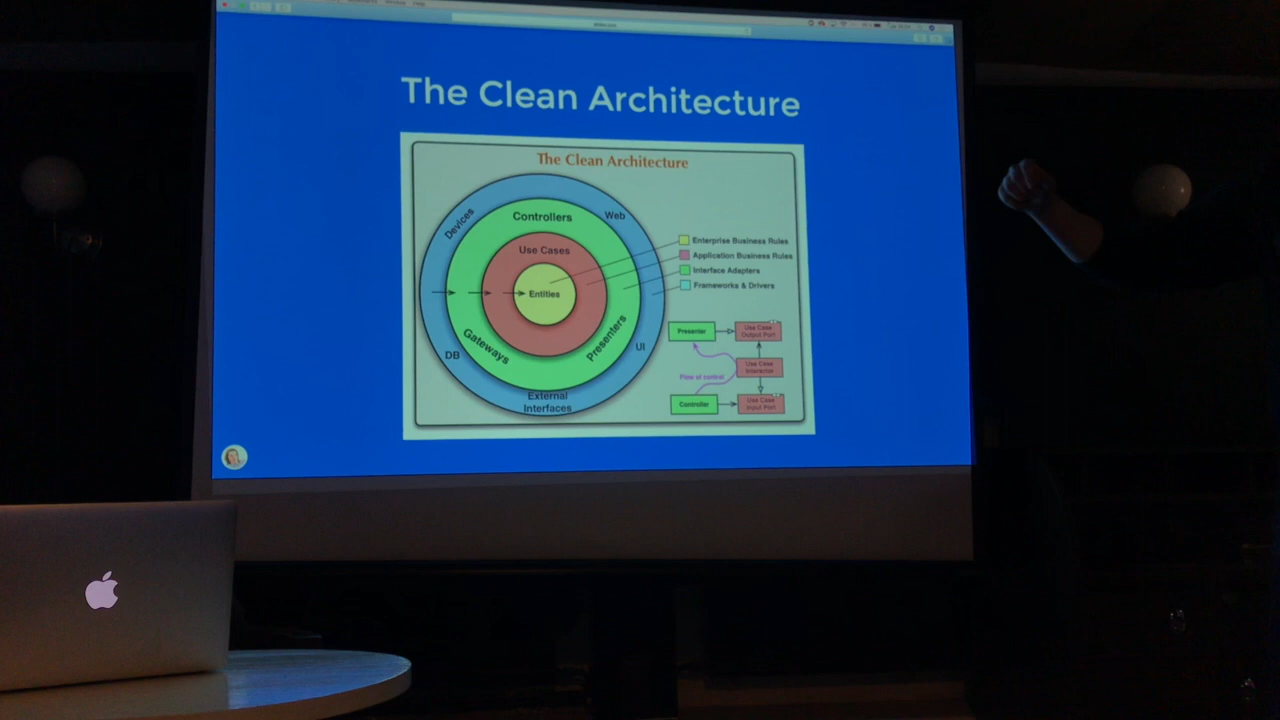 The Clean Architecture
The Clean Architecture
Devices
Controllers
Web
Use Cases
Entities
Gateways
Presenters
DB
UI
External
Interfaces
Enterprise Business Rules
Application Business Rules
Interface Adapters
Frameworks & Drivers
Presenter
Use Case
Output Port
Use Case
Interactor
Flow of control
Controller
Use Case
Input Port